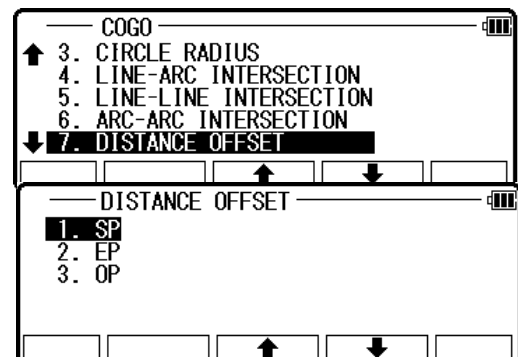 COGO
3. CIRCLE RADIUS
4. LINE-ARC INTERSECTION
5. LINE-LINE INTERSECTION
6. ARC-ARC INTERSECTION
7. DISTANCE OFFSET
DISTANCE OFFSET
1. SP
2. EP
3. OP